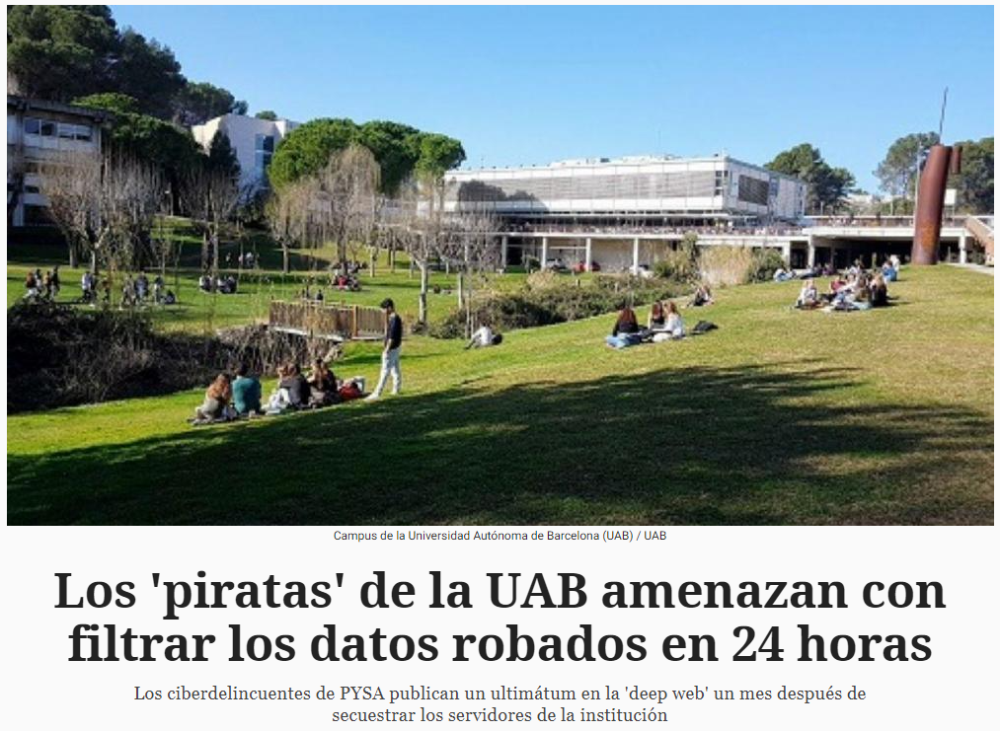 Campus de la Universidad Autónoma de Barcelona (UAB) / UAB
Los 'piratas' de la UAB amenazan con
filtrar los datos robados en 24 horas
Los ciberdelincuentes de PYSA publican un ultimátum en la 'deep web' un mes después de
secuestrar los servidores de la institución